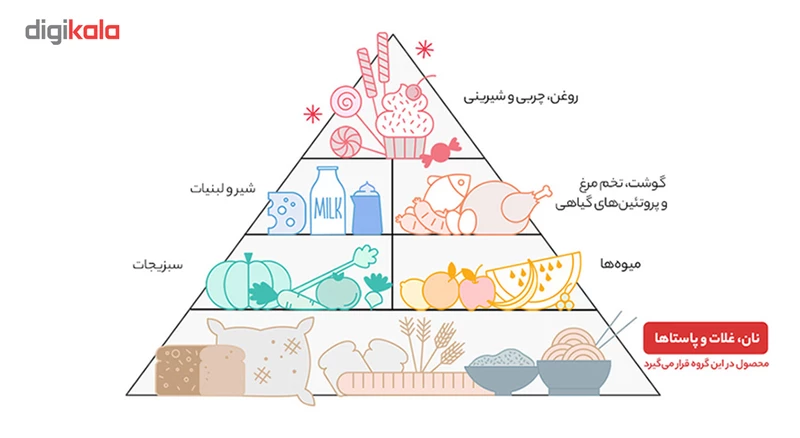 digikala
روغن، چربی و شیرینی
شیر و لبنیات
MILK
گوشت، تخم مرغ
و پروتئین‌های گیاهی
سبزیجات
میوه‌ها
نان، غلات و پاستاها
محصول در این گروه قرار می‌گیرد